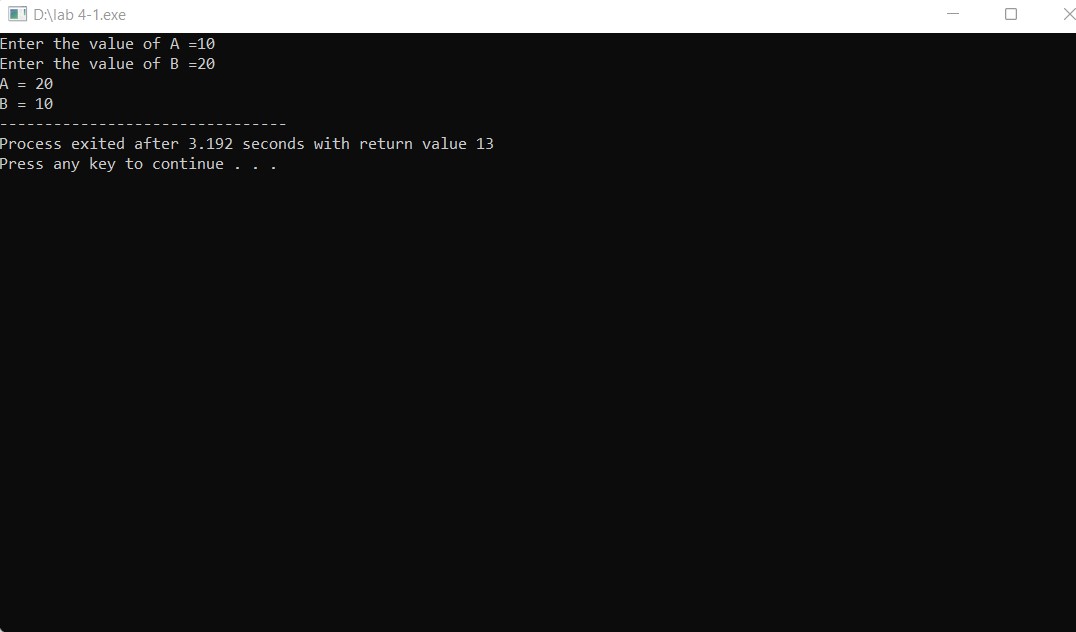 D:\lab 4-1.exe
Enter the value of A =10
Enter the value of B =20
A = 20
B = 10
--------------------------------
Process exited after 3.192 seconds with return value 13
Press any key to continue . . .